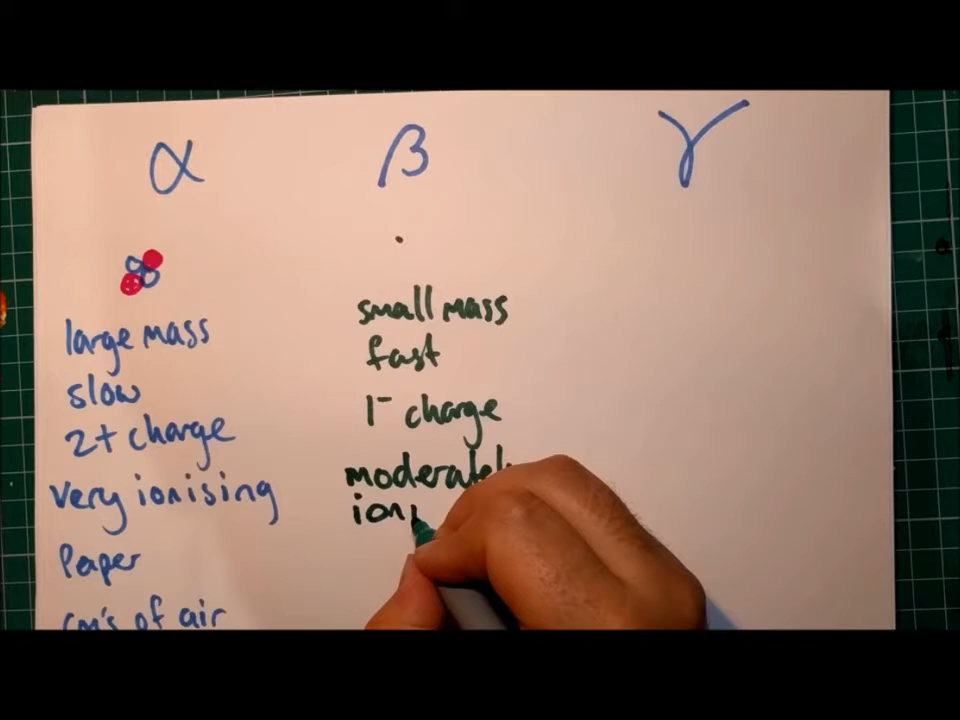 α β γ
large mass
slow
2+ charge
very ionising
Paper
cm's of air
small mass
fast
1- charge